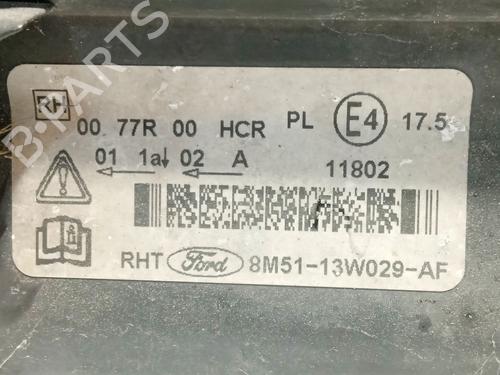 RH
00 77R 00 HCR PL E4 17.5
01 1a↓ 02 A 11802
RHT Ford 8M51-13W029-AF
B-PARTS